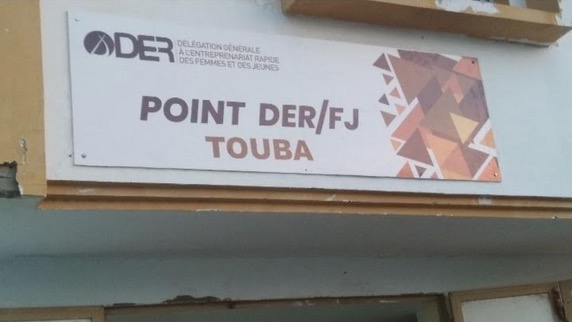 DER
DÉLÉGATION GÉNÉRALE
À L'ENTREPRENARIAT RAPIDE
DES FEMMES ET DES JEUNES
POINT DER/FJ
TOUBA